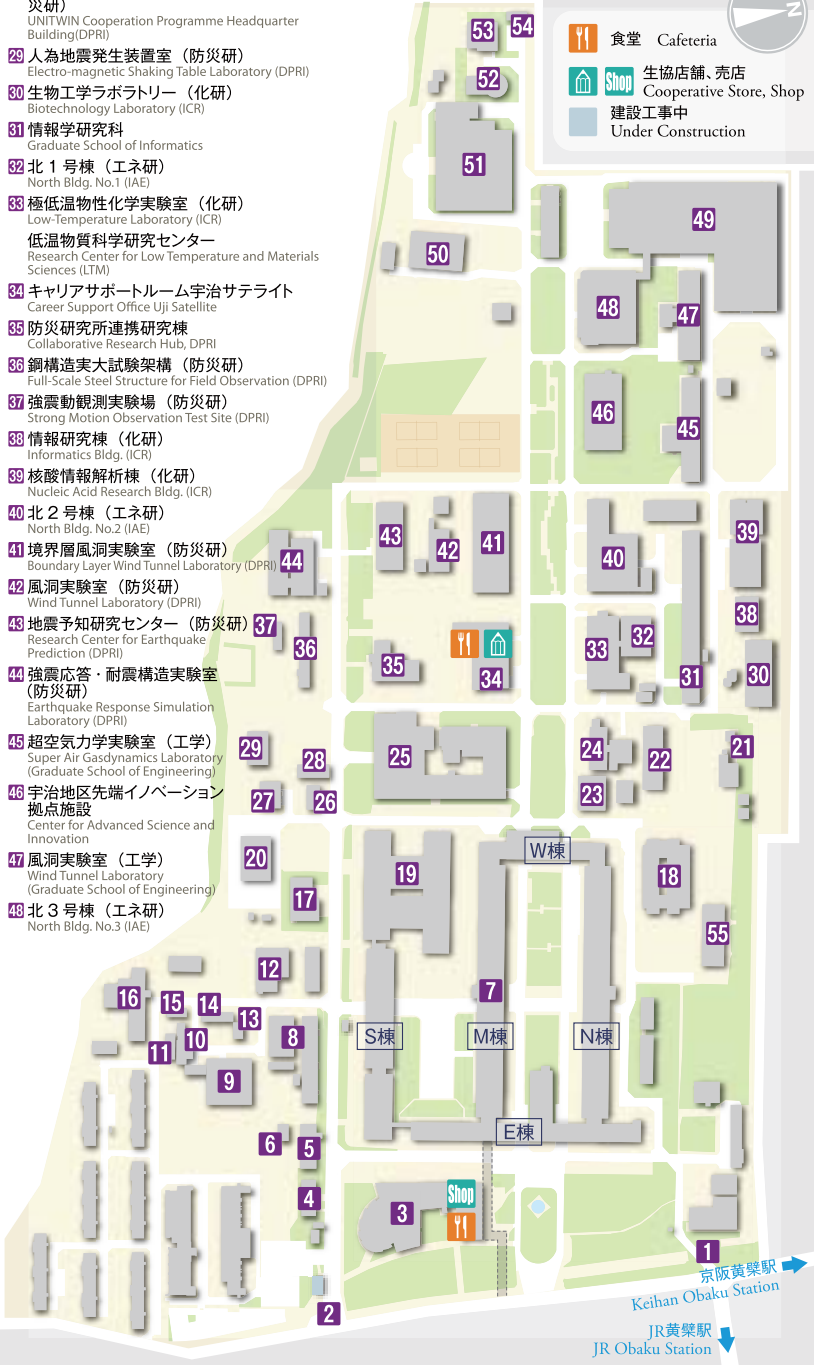 災研）
UNITWIN Cooperation Programme Headquarter
Building(DPRI)
29 人為地震発生装置室（防災研）
Electro-magnetic Shaking Table Laboratory (DPRI)
30 生物工学ラボラトリー（化研）
Biotechnology Laboratory (ICR)
31 情報学研究科
Graduate School of Informatics
32 北１号棟（エネ研）
North Bldg. No.1 (IAE)
33 極低温物性化学実験室（化研）
Low-Temperature Laboratory (ICR)
低温物質科学研究センター
Research Center for Low Temperature and Materials
Sciences (LTM)
34 キャリアサポートルーム宇治サテライト
Career Support Office Uji Satellite
35 防災研究所連携研究棟
Collaborative Research Hub, DPRI
36 鋼構造実大試験架構（防災研）
Full-Scale Steel Structure for Field Observation (DPRI)
37 強震動観測実験場（防災研）
Strong Motion Observation Test Site (DPRI)
38 情報研究棟（化研）
Informatics Bldg. (ICR)
39 核酸情報解析棟（化研）
Nucleic Acid Research Bldg. (ICR)
40 北２号棟（エネ研）
North Bldg. No.2 (IAE)
41 境界層風洞実験室（防災研）
Boundary Layer Wind Tunnel Laboratory (DPRI)
42 風洞実験室（防災研）
Wind Tunnel Laboratory (DPRI)
43 地震予知研究センター（防災研）
Research Center for Earthquake
Prediction (DPRI)
44 強震応答・耐震構造実験室
（防災研）
Earthquake Response Simulation
Laboratory (DPRI)
45 超空気力学実験室（工学）
Super Air Gasdynamics Laboratory
(Graduate School of Engineering)
46 宇治地区先端イノベーション
拠点施設
Center for Advanced Science and
Innovation
47 風洞実験室（工学）
Wind Tunnel Laboratory
(Graduate School of Engineering)
48 北３号棟（エネ研）
North Bldg. No.3 (IAE)
N
食堂 Cafeteria
Shop 生協店舗、売店
Cooperative Store, Shop
建設工事中
Under Construction
53
54
52
51
49
50
48
47
46
45
43
42
41
44
40
39
37
36
38
35
34
33
32
31
30
29
28
25
24
22
21
27
26
23
20
19
W棟
18
17
55
12
7
16
15
14
13
S棟
M棟
N棟
11
10
8
9
E棟
6
5
4
3
Shop
1
2
京阪黄檗駅
Keihan Obaku Station
JR黄檗駅
JR Obaku Station